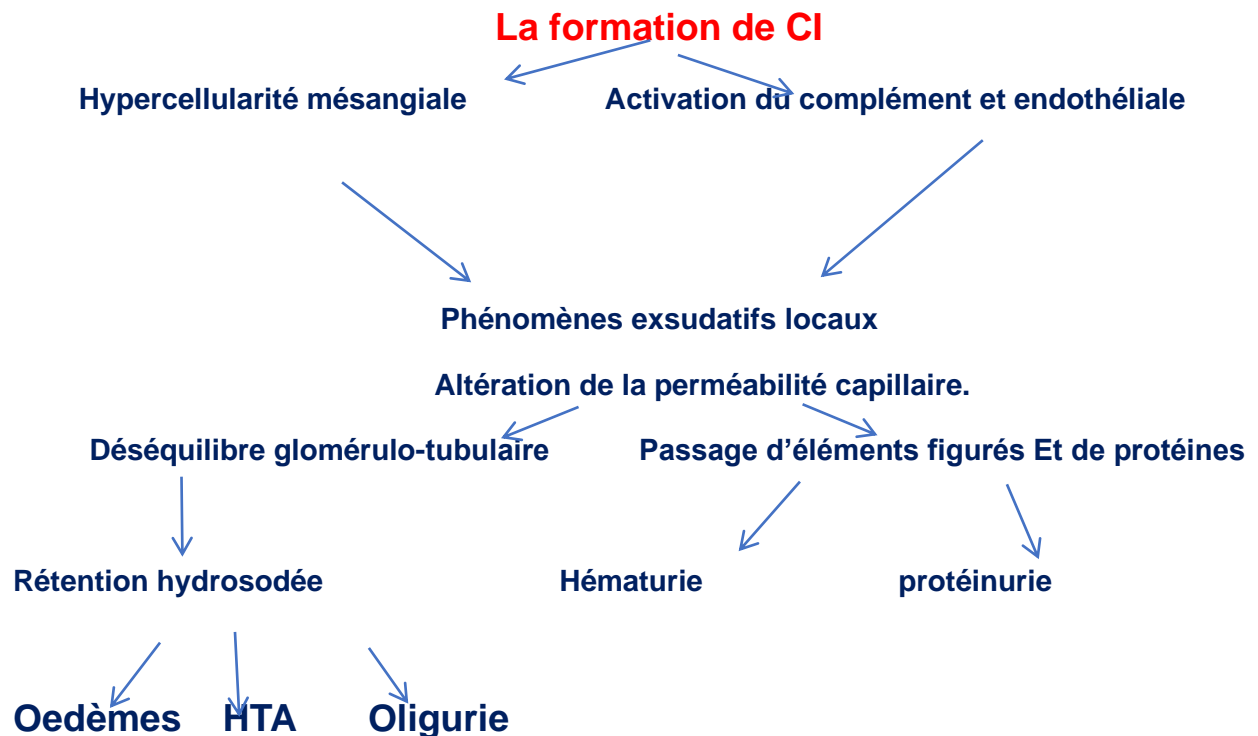 La formation de CI
Hypercellularité mésangiale
Activation du complément et endothéliale
Phénomènes exsudatifs locaux
Altération de la perméabilité capillaire.
Déséquilibre glomérulo-tubulaire
Passage d’éléments figurés Et de protéines
Rétention hydrosodée
Hématurie
protéinurie
Oedèmes
HTA
Oligurie